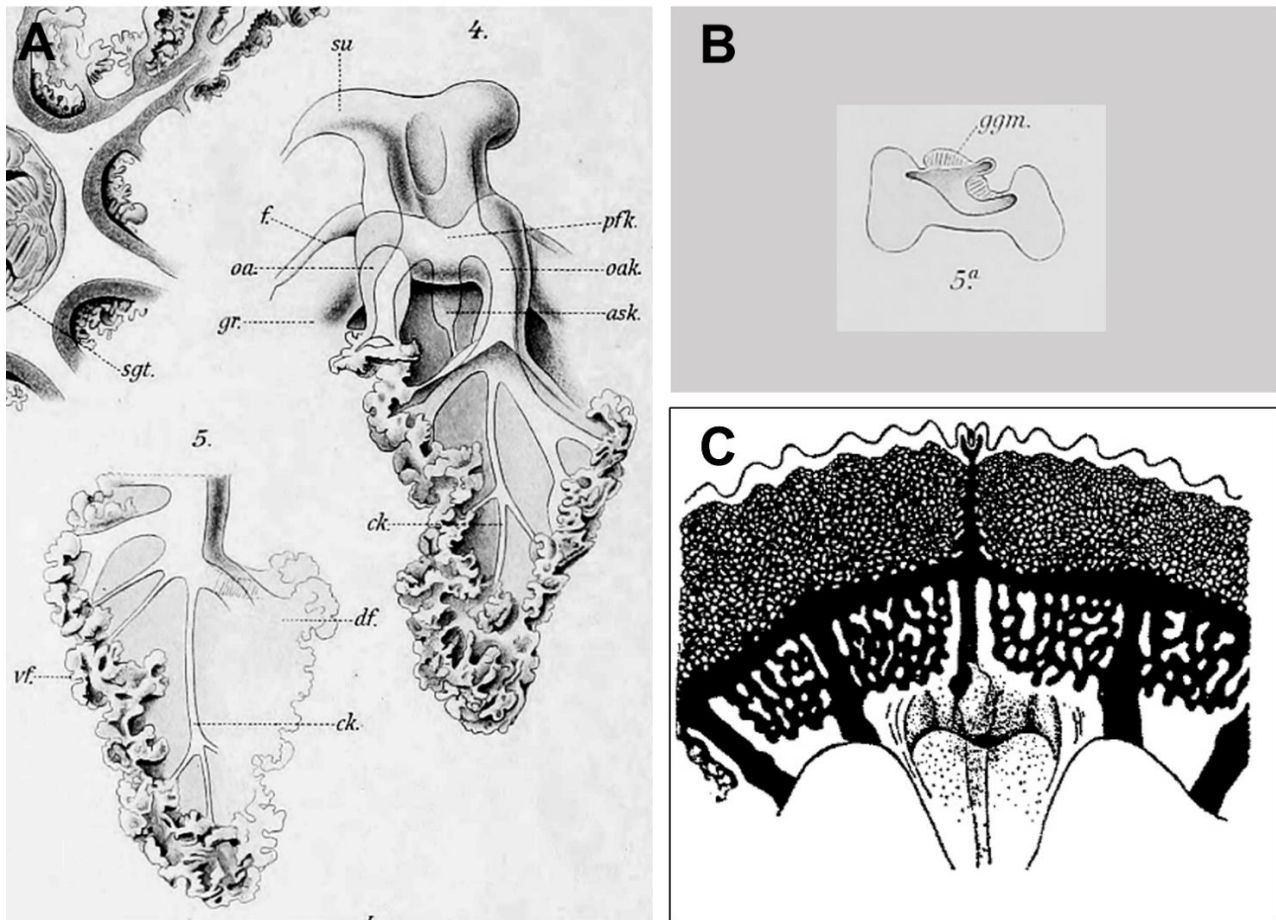 A
4.
su
f.
pfk.
oa.
oak.
gr.
ask.
sgt.
5.
ck.
df.
vf.
ck.
B
ggm.
5.a
C